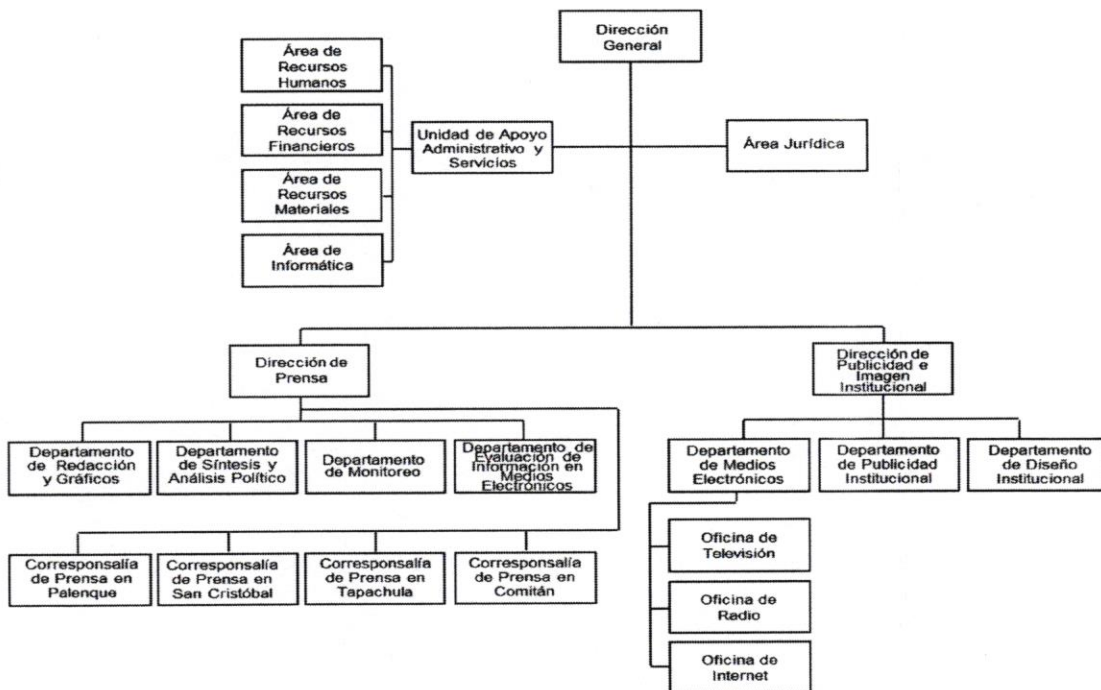 Dirección
General
Área de
Recursos
Humanos
Área de
Recursos
Financieros
Área de
Recursos
Materiales
Área de
Informática
Unidad de Apoyo
Administrativo y
Servicios
Área Jurídica
Dirección de
Prensa
Dirección de
Publicidad e
Imagen
Institucional
Departamento
de Redacción
y Gráficos
Departamento
de Síntesis y
Análisis Político
Departamento
de Monitoreo
Departamento de
Evaluación de
Información en
Medios
Electrónicos
Corresponsalía
de Prensa en
Palenque
Corresponsalía
de Prensa en
San Cristóbal
Corresponsalía
de Prensa en
Tapachula
Corresponsalía
de Prensa en
Comitán
Departamento
de Medios
Electrónicos
Departamento
de Publicidad
Institucional
Departamento
de Diseño
Institucional
Oficina de
Televisión
Oficina de
Radio
Oficina de
Internet